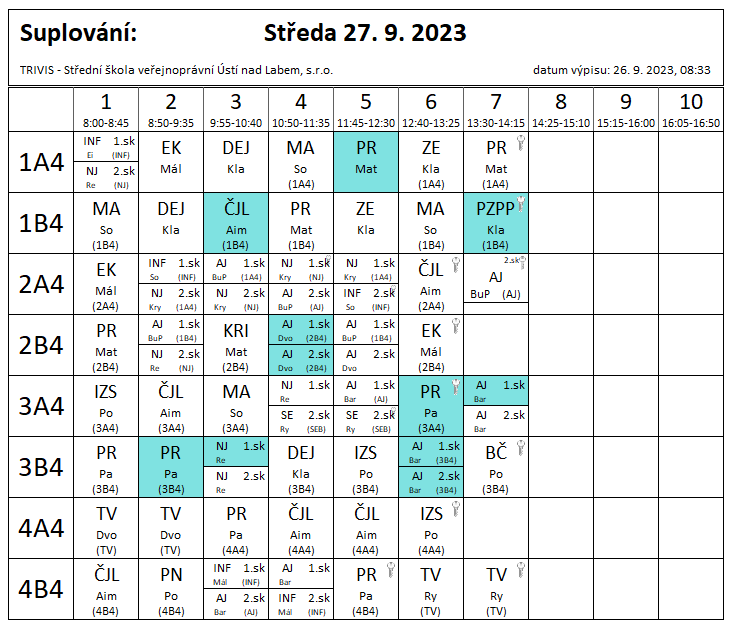 Suplování: Středa 27. 9. 2023
TRIVIS - Střední škola veřejnoprávní Ústí nad Labem, s.r.o. datum výpisu: 26. 9. 2023, 08:33
1 2 3 4 5 6 7 8 9 10
8:00-8:45 8:50-9:35 9:55-10:40 10:50-11:35 11:45-12:30 12:40-13:25 13:30-14:15 14:25-15:10 15:15-16:00 16:05-16:50
1A4
INF 1.sk
Ei (INF)
NJ 2.sk
Re (NJ)
EK
Mál
DEJ
Kla
MA
So
(1A4)
PR
Mat
ZE
Kla
(1A4)
PR
Mat
(1A4)
1B4
MA
So
(1B4)
DEJ
Kla
ČJL
Aim
(1B4)
PR
Mat
(1B4)
ZE
Kla
MA
So
(1B4)
PZPP
Kla
(1B4)
2A4
EK
Mál
(2A4)
INF 1.sk
So (INF)
NJ 2.sk
Kry (1A4)
AJ 1.sk
BuP (1A4)
NJ 2.sk
Kry (NJ)
NJ 1.sk
Kry (NJ)
AJ 2.sk
BuP (AJ)
NJ 1.sk
Kry (1A4)
INF 2.sk
So (INF)
ČJL
Aim
(2A4)
2.sk
AJ
BuP (AJ)
2B4
PR
Mat
(2B4)
AJ 1.sk
BuP (1B4)
NJ 2.sk
Re (NJ)
KRI
Mat
(2B4)
AJ 1.sk
Dvo (2B4)
AJ 2.sk
Dvo (2B4)
AJ 1.sk
BuP (1B4)
AJ 2.sk
Dvo
EK
Mál
(2B4)
3A4
IZS
Po
(3A4)
ČJL
Aim
(3A4)
MA
So
(3A4)
NJ 1.sk
Re
SE 2.sk
Ry (SEB)
AJ 1.sk
Bar (AJ)
SE 2.sk
Ry (SEB)
PR
Pa
(3A4)
AJ 1.sk
Bar
AJ 2.sk
Bar
3B4
PR
Pa
(3B4)
PR
Pa
(3B4)
NJ 1.sk
Re
NJ 2.sk
Re
DEJ
Kla
(3B4)
IZS
Po
(3B4)
AJ 1.sk
Bar (3B4)
AJ 2.sk
Bar (3B4)
BČ
Po
(3B4)
4A4
TV
Dvo
(TV)
TV
Dvo
(TV)
PR
Pa
(4A4)
ČJL
Aim
(4A4)
ČJL
Aim
(4A4)
IZS
Po
(4A4)
4B4
ČJL
Aim
(4B4)
PN
Po
(4B4)
INF 1.sk
Mál (INF)
AJ 2.sk
Bar (AJ)
AJ 1.sk
Bar
INF 2.sk
Mál (INF)
PR
Pa
(4B4)
TV
Ry
(TV)
TV
Ry
(TV)